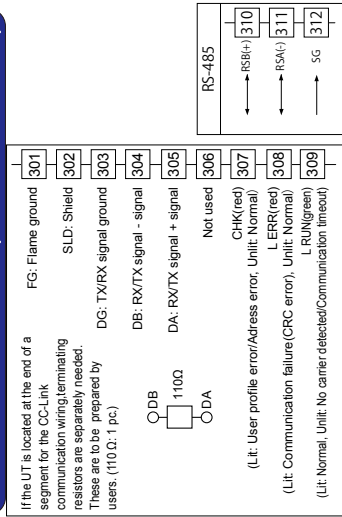 If the UT is located at the end of a
segment for the CC-Link
communication wiring,terminating
resistors are separately needed.
These are to be prepared by
users. (110 Ω: 1 pc.)
DB
110Ω
DA
FG: Flame ground 301
SLD: Shield 302
DG: TX/RX signal ground 303
DB: RX/TX signal - signal 304
DA: RX/TX signal + signal 305
Not used 306
CHK(red) 307
(Lit: User profile error/Adress error, Unlit: Normal)
L ERR(red) 308
(Lit: Communication failure(CRC error), Unlit: Normal)
L RUN(green) 309
(Lit: Normal, Unlit: No carrier detected/Communication timeout)
RS-485
RSB(+) 310
RSA(-) 311
SG 312